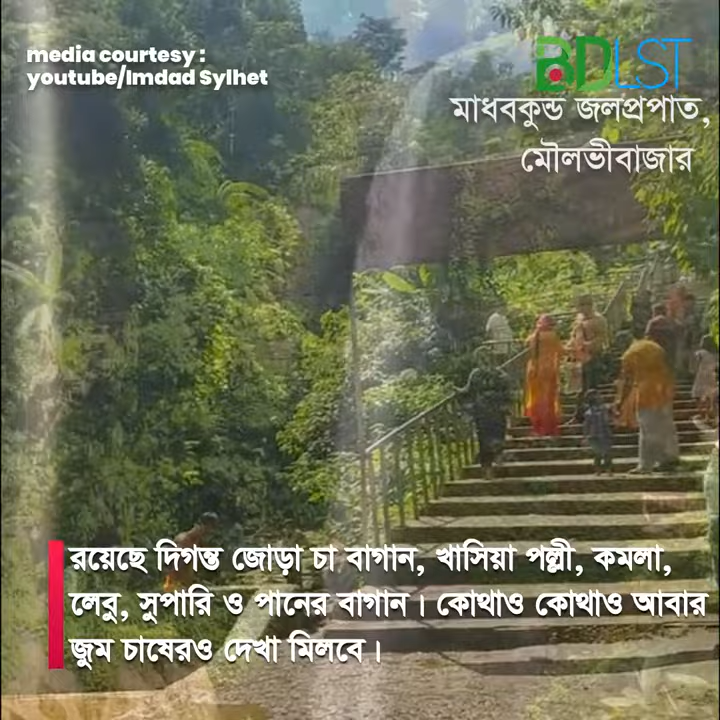 media courtesy :
youtube/Imdad Sylhet
BDLST
মাধবকুন্ড জলপ্রপাত,
মৌলভীবাজার
রয়েছে দিগন্ত জোড়া চা বাগান, খাসিয়া পল্লী, কমলা,
লেবু, সুপারি ও পানের বাগান। কোথাও কোথাও আবার
জুম চাষেরও দেখা মিলবে।